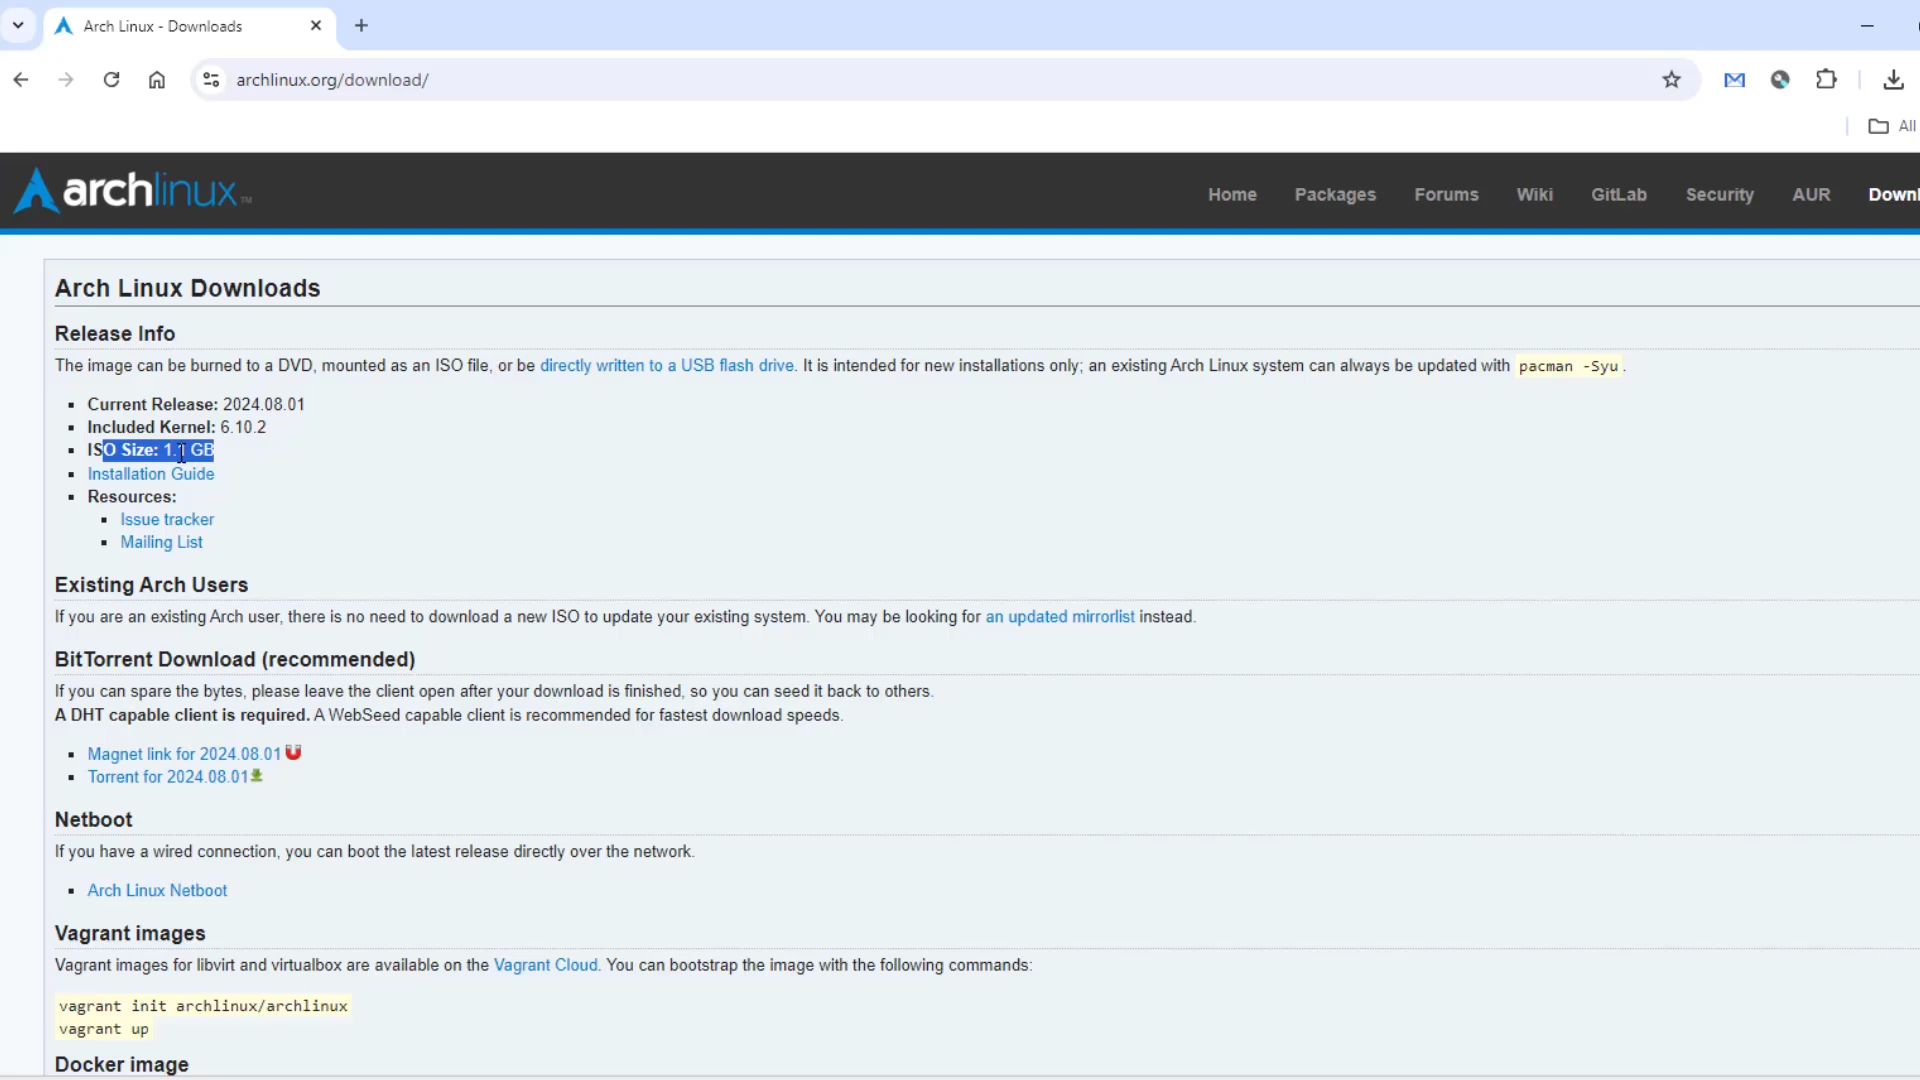 Arch Linux - Downloads
archlinux.org/download/
All
archlinux™
Home Packages Forums Wiki GitLab Security AUR Downl
Arch Linux Downloads
Release Info
The image can be burned to a DVD, mounted as an ISO file, or be directly written to a USB flash drive. It is intended for new installations only; an existing Arch Linux system can always be updated with pacman -Syu.
Current Release: 2024.08.01
Included Kernel: 6.10.2
ISO Size: GB
Installation Guide
Resources:
Issue tracker
Mailing List
Existing Arch Users
If you are an existing Arch user, there is no need to download a new ISO to update your existing system. You may be looking for an updated mirrorlist instead.
BitTorrent Download (recommended)
If you can spare the bytes, please leave the client open after your download is finished, so you can seed it back to others.
A DHT capable client is required. A WebSeed capable client is recommended for fastest download speeds.
Magnet link for 2024.08.01
Torrent for 2024.08.01
Netboot
If you have a wired connection, you can boot the latest release directly over the network.
Arch Linux Netboot
Vagrant images
Vagrant images for libvirt and virtualbox are available on the Vagrant Cloud. You can bootstrap the image with the following commands:
vagrant init archlinux/archlinux
vagrant up
Docker image